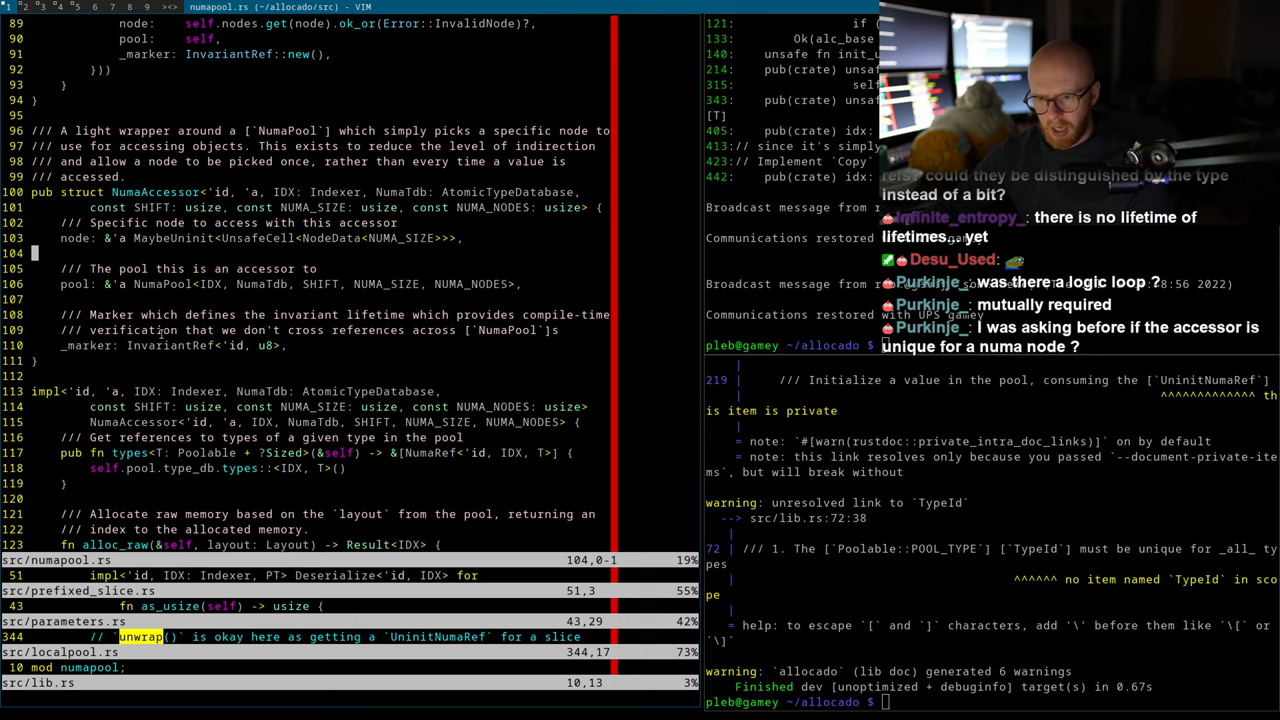 1 2 3 4 5 6 7 8 9 ><> numapool.rs (~/allocado/src) - VIM
89 node: self.nodes.get(node).ok_or(Error::InvalidNode)?,
90 pool: self,
91 _marker: InvariantRef::new(),
92 }))
93 }
94 }
95
96 /// A light wrapper around a [`NumaPool`] which simply picks a specific node to
97 /// use for accessing objects. This exists to reduce the level of indirection
98 /// and allow a node to be picked once, rather than every time a value is
99 /// accessed.
100 pub struct NumaAccessor<'id, 'a, IDX: Indexer, NumaTdb: AtomicTypeDatabase,
101 const SHIFT: usize, const NUMA_SIZE: usize, const NUMA_NODES: usize> {
102 /// Specific node to access with this accessor
103 node: &'a MaybeUninit<UnsafeCell<NodeData<NUMA_SIZE>>>,
104
105 /// The pool this is an accessor to
106 pool: &'a NumaPool<IDX, NumaTdb, SHIFT, NUMA_SIZE, NUMA_NODES>,
107
108 /// Marker which defines the invariant lifetime which provides compile-time
109 /// verification that we don't cross references across [`NumaPool`]s
110 _marker: InvariantRef<'id, u8>,
111 }
112
113 impl<'id, 'a, IDX: Indexer, NumaTdb: AtomicTypeDatabase,
114 const SHIFT: usize, const NUMA_SIZE: usize, const NUMA_NODES: usize>
115 NumaAccessor<'id, 'a, IDX, NumaTdb, SHIFT, NUMA_SIZE, NUMA_NODES> {
116 /// Get references to types of a given type in the pool
117 pub fn types<T: Poolable + ?Sized>(&self) -> &[NumaRef<'id, IDX, T>] {
118 self.pool.type_db.types::<IDX, T>()
119 }
120
121 /// Allocate raw memory based on the `layout` from the pool, returning an
122 /// index to the allocated memory.
123 fn alloc_raw(&self, layout: Layout) -> Result<IDX> {
src/numapool.rs 104,0-1 19%
51 impl<'id, IDX: Indexer, PT> Deserialize<'id, IDX> for
src/prefixed_slice.rs 51,3 55%
43 fn as_usize(self) -> usize {
src/parameters.rs 43,29 42%
344 // `unwrap()` is okay here as getting a `UninitNumaRef` for a slice
src/localpool.rs 344,17 73%
10 mod numapool;
src/lib.rs 10,13 3%
121: if (
133: Ok(alc_base
140: unsafe fn init_u
214: pub(crate) unsa
315: self
343: pub(crate) unsa
[T]
405: pub(crate) idx:
413:// since it's simply
423:// Implement `Copy`
442: pub(crate) idx:
Broadcast message from r
Communications restored
Broadcast message from
8:56 2022)
Communications restored with UPS gamey
pleb@gamey ~/allocado $
refs? could they be distinguished by the type
instead of a bit?
Infinite_entropy_: there is no lifetime of
lifetimes... yet
Desu_Used:
Purkinje_: was there a logic loop ?
Purkinje_: mutually required
Purkinje_: I was asking before if the accessor is
unique for a numa node ?
|
219 | /// Initialize a value in the pool, consuming the [`UninitNumaRef`]
| ^^^^^^^^^^^^^ th
is item is private
|
= note: `#[warn(rustdoc::private_intra_doc_links)]` on by default
= note: this link resolves only because you passed `--document-private-ite
ms`, but will break without
warning: unresolved link to `TypeId`
--> src/lib.rs:72:38
|
72 | /// 1. The [`Poolable::POOL_TYPE`] [`TypeId`] must be unique for _all_ ty
pes
| ^^^^^^ no item named `TypeId` in sco
pe
|
= help: to escape `[` and `]` characters, add '\' before them like `\[` or
`\]`
warning: `allocado` (lib doc) generated 6 warnings
Finished dev [unoptimized + debuginfo] target(s) in 0.67s
pleb@gamey ~/allocado $